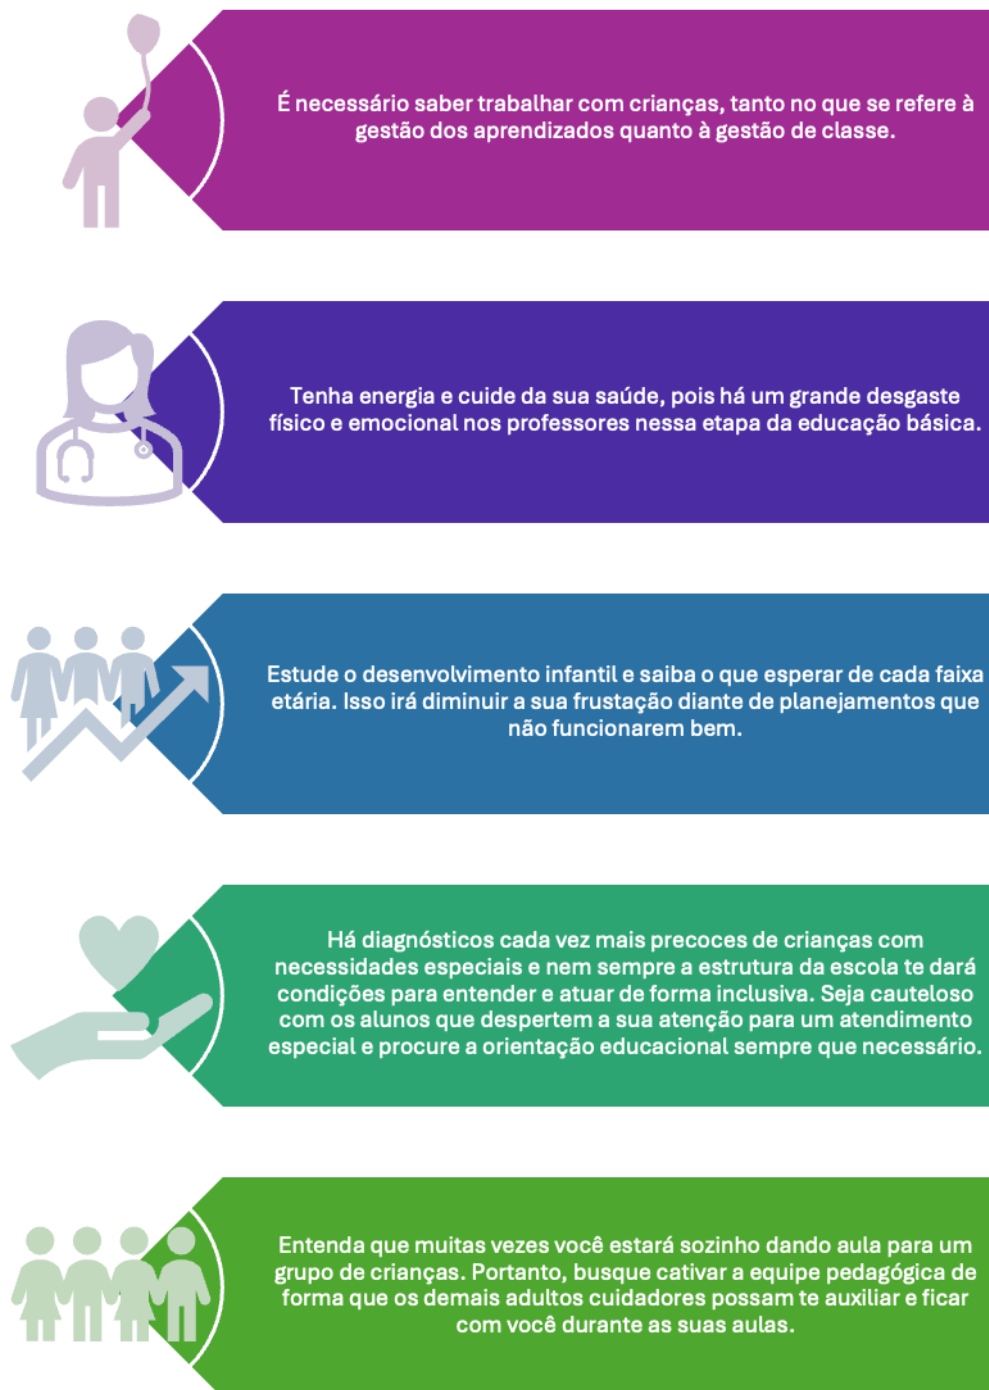 É necessário saber trabalhar com crianças, tanto no que se refere à
gestão dos aprendizados quanto à gestão de classe.
Tenha energia e cuide da sua saúde, pois há um grande desgaste
físico e emocional nos professores nessa etapa da educação básica.
Estude o desenvolvimento infantil e saiba o que esperar de cada faixa
etária. Isso irá diminuir a sua frustação diante de planejamentos que
não funcionarem bem.
Há diagnósticos cada vez mais precoces de crianças com
necessidades especiais e nem sempre a estrutura da escola te dará
condições para entender e atuar de forma inclusiva. Seja cauteloso
com os alunos que despertem a sua atenção para um atendimento
especial e procure a orientação educacional sempre que necessário.
Entenda que muitas vezes você estará sozinho dando aula para um
grupo de crianças. Portanto, busque cativar a equipe pedagógica de
forma que os demais adultos cuidadores possam te auxiliar e ficar
com você durante as suas aulas.